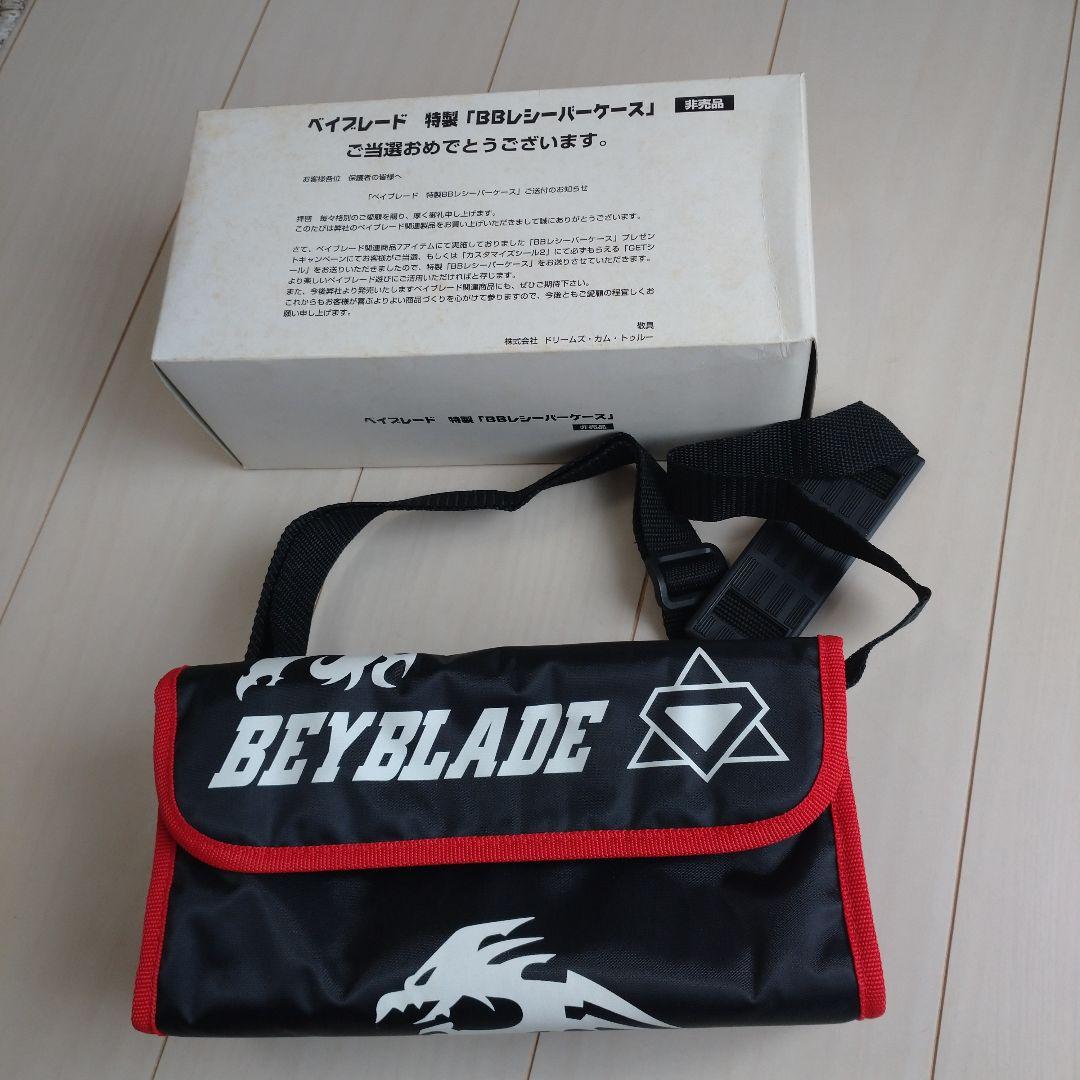 ベイブレード 特製「BBレシーバーケース」 非売品
ご当選おめでとうございます。
お客様各位 保護者の皆様へ
「ベイブレード 特製BBレシーバーケース」ご送付のお知らせ
拝啓 毎々格別のご愛顧を賜り、厚く御礼申し上げます。
このたびは弊社のベイブレード関連製品をお買い上げいただきまして誠にありがとうございます。
さて、ベイブレード関連商品7アイテムにて実施しておりました「BBレシーバーケース」プレゼン
トキャンペーンにてお客様がご当選、もしくは「カスタマイズシール2」にて必ずもらえる「GETシ
ール」をお送りいただきましたので、特製「BBレシーバーケース」をお送りさせていただきます。
より楽しいベイブレード遊びにご活用いただければと存じます。
また、今後弊社より発売いたしますベイブレード関連商品にも、ぜひご期待下さい。
これからもお客様が喜ぶよりよい商品づくりを心がけて参りますので、今後ともご愛顧の程宜しくお
願い申し上げます。
敬具
株式会社 ドリームズ・カム・トゥルー
ベイブレード 特製「BBレシーバーケース」
非売品
BEYBLADE